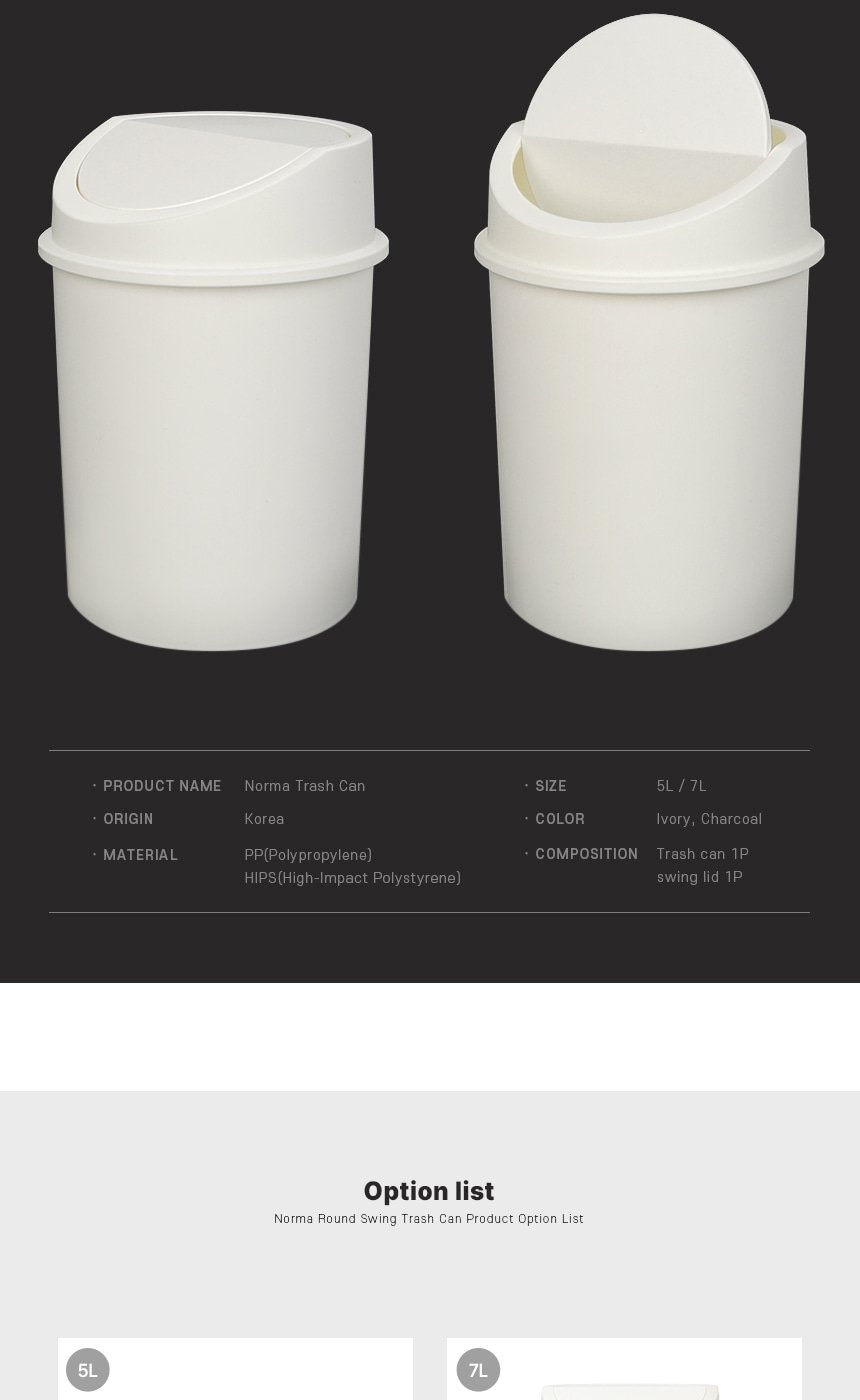 · PRODUCT NAME Norma Trash Can
· ORIGIN Korea
· MATERIAL PP(Polypropylene)
HIPS(High-Impact Polystyrene)
· SIZE 5L / 7L
· COLOR Ivory, Charcoal
· COMPOSITION Trash can 1P
swing lid 1P
Option list
Norma Round Swing Trash Can Product Option List
5L
7L